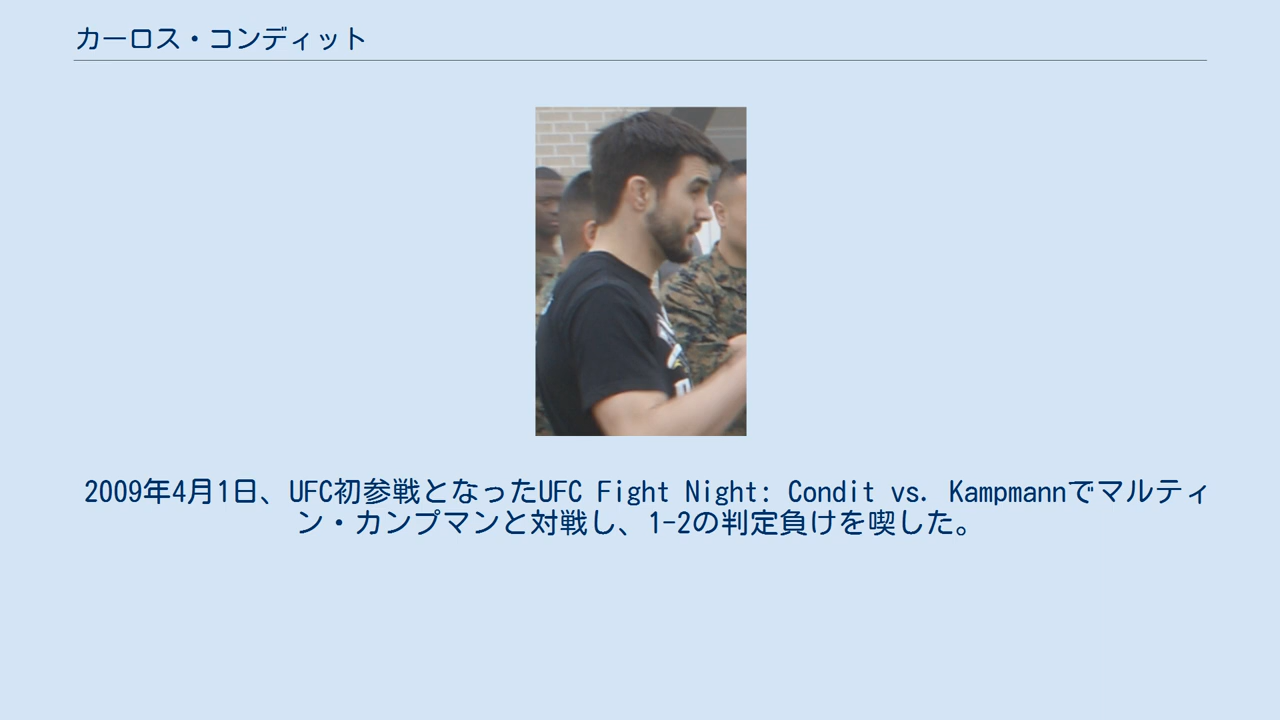 カーロス・コンディット
2009年4月1日、UFC初参戦となったUFC Fight Night: Condit vs. Kampmannでマルティ
ン・カンプマンと対戦し、1-2の判定負けを喫した。